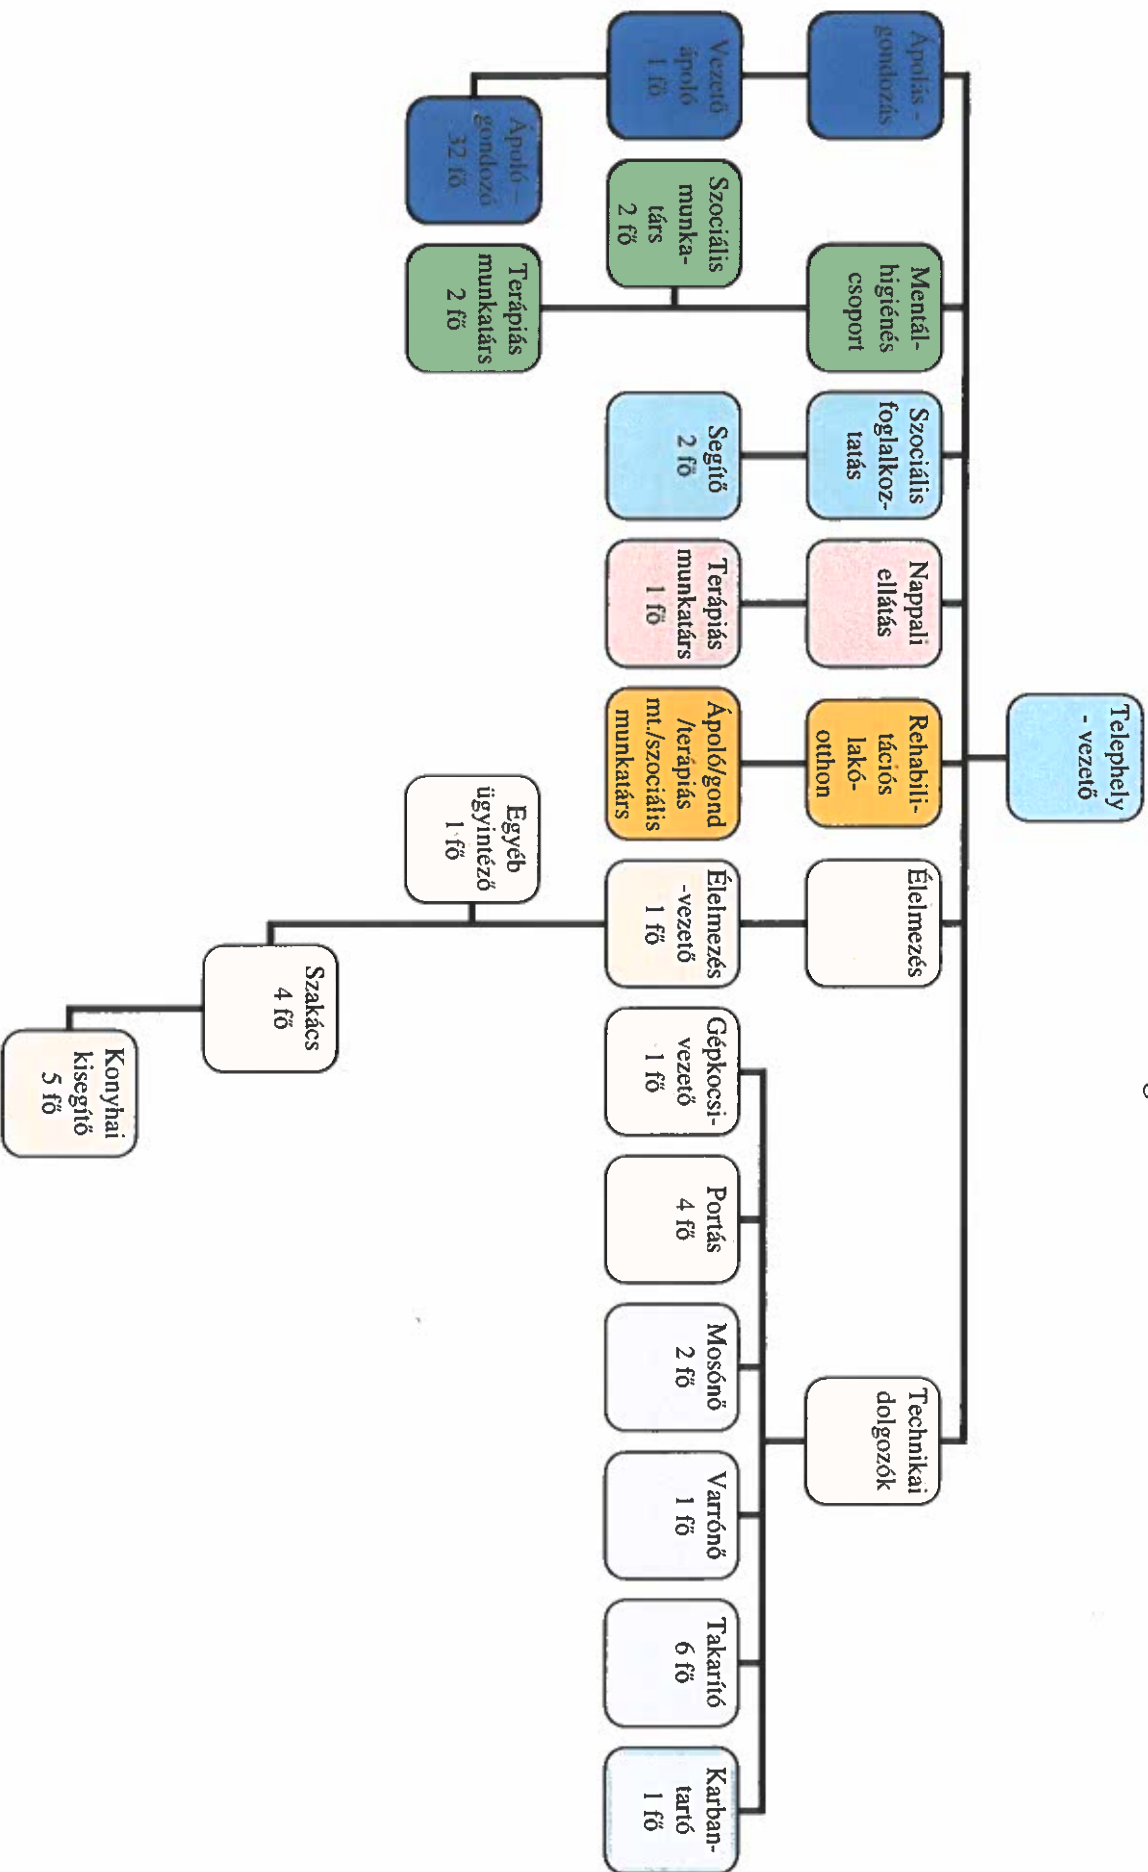 Telephely
- vezető
Ápolás -
gondozás
Mentál-
higiénés
csoport
Szociális
foglalkoz-
tatás
Nappali
ellátás
Rehabili-
tációs
lakó-
otthon
Élelmezés
Technikai
dolgozók
Vezető
ápoló
1 fő
Szociális
munka-
társ
2 fő
Segítő
2 fő
Terápiás
munkatárs
1 fő
Ápoló/gond
/terápiás
mt./szociális
munkatárs
Élelmezés
-vezető
1 fő
Gépkocsi-
vezető
1 fő
Portás
4 fő
Mosónő
2 fő
Varrónő
1 fő
Takarító
6 fő
Karban-
tartó
1 fő
Ápoló –
gondozó
32 fő
Terápiás
munkatárs
2 fő
Egyéb
ügyintéző
1 fő
Szakács
4 fő
Konyhai
kisegítő
5 fő